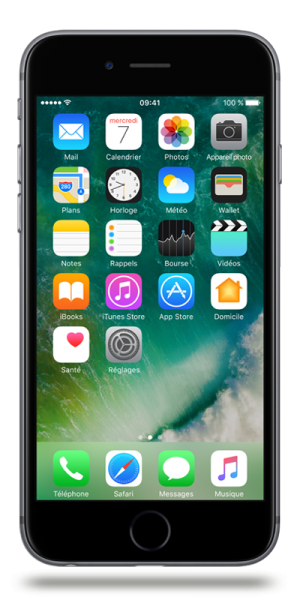 09:41 100 %
mercredi
7
Mail Calendrier Photos Appareil photo
280
Plans Horloge Météo Wallet
Notes Rappels Bourse Vidéos
iBooks iTunes Store App Store Domicile
Santé Réglages
Téléphone Safari Messages Musique